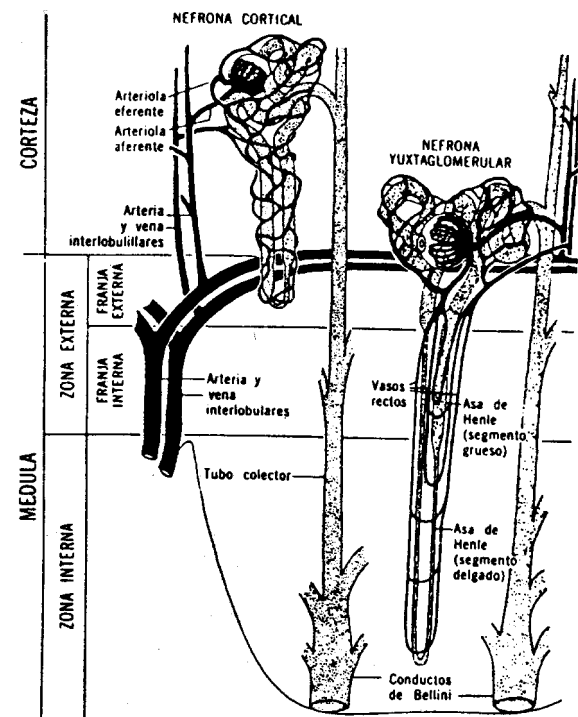 NEFRONA CORTICAL
Arteriola
eferente
Arteriola
aferente
NEFRONA
YUXTAGLOMERULAR
CORTEZA
Arteria
y vena
interlobulillares
FRANJA
EXTERNA
ZONA EXTERNA
FRANJA
INTERNA
Arteria y
vena
interlobulares
Vasos
rectos
Asa de
Henle
(segmento
grueso)
MEDULA
Tubo colector
Asa de
Henle
(segmento
delgado)
ZONA INTERNA
Conductos
de Bellini